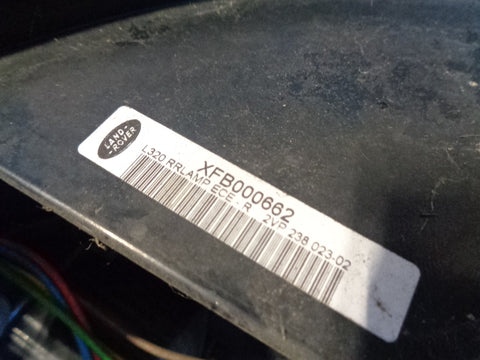 LAND-
-ROVER
XFB000662
L320 RRLAMP ECE R 2VP 238 023-02